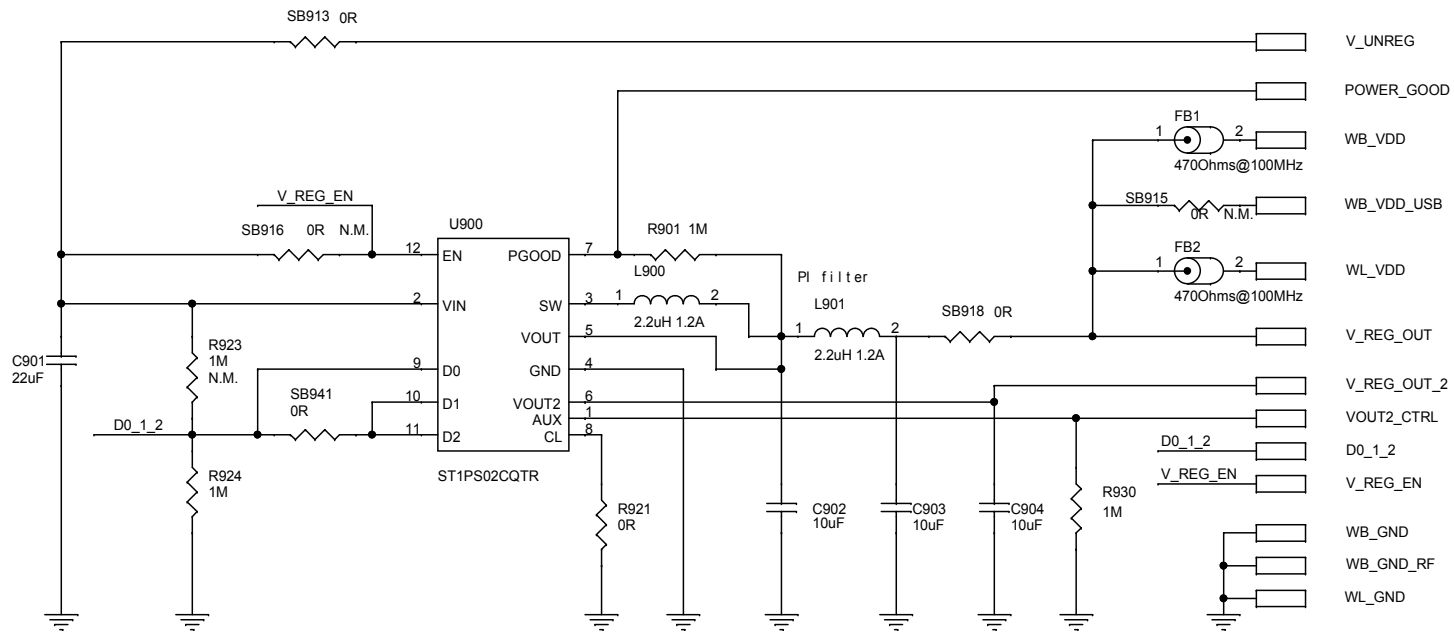 SB913 0R
V_UNREG
POWER_GOOD
FB1
1 2
470Ohms@100MHz
WB_VDD
V_REG_EN
SB915
0R N.M.
WB_VDD_USB
SB916 0R N.M.
U900
R901 1M
12 EN
PGOOD 7
L900
PI filter
FB2
1 2
470Ohms@100MHz
WL_VDD
2 VIN
SW 3
1 2
2.2uH 1.2A
L901
1 2
2.2uH 1.2A
SB918 0R
VOUT 5
V_REG_OUT
C901
22uF
R923
1M
N.M.
9 D0
GND 4
SB941
0R
10 D1
VOUT2 6
V_REG_OUT_2
AUX 1
VOUT2_CTRL
D0_1_2
11 D2
CL 8
D0_1_2
D0_1_2
R924
1M
ST1PS02CQTR
V_REG_EN
V_REG_EN
R921
0R
C902
10uF
C903
10uF
C904
10uF
R930
1M
WB_GND
WB_GND_RF
WL_GND